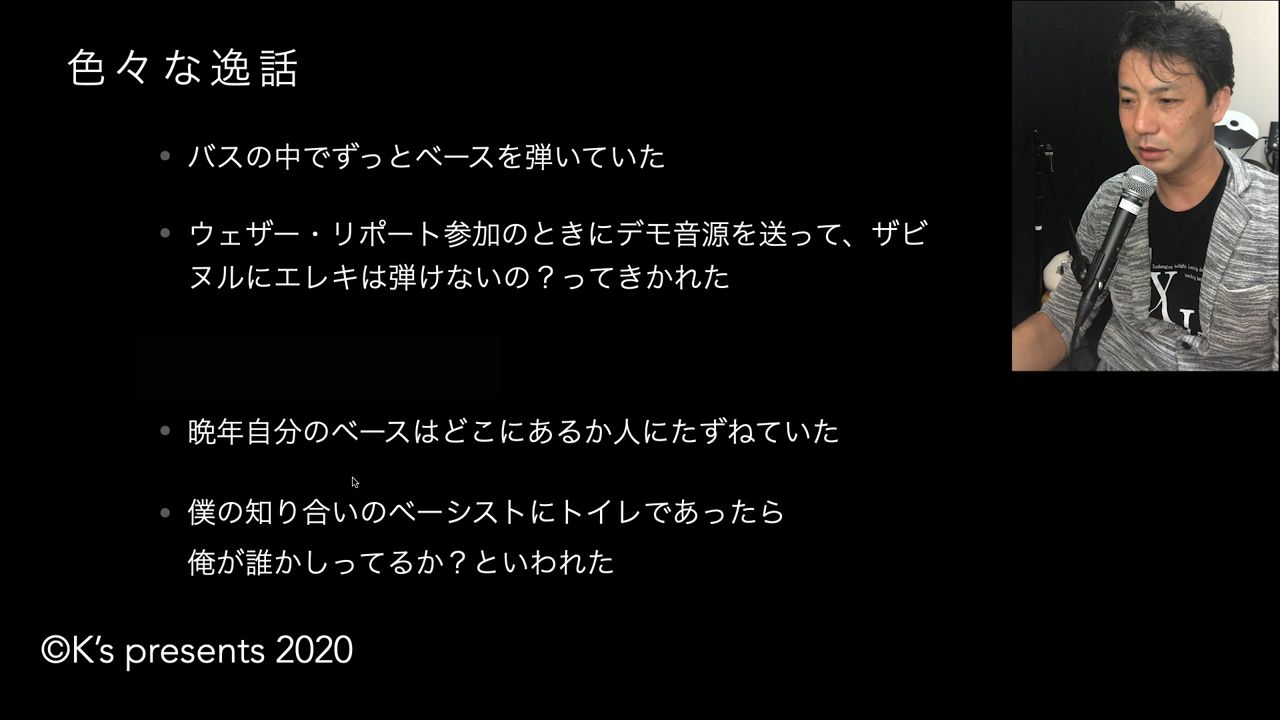 色々な逸話
バスの中でずっとベースを弾いていた
ウェザー・リポート参加のときにデモ音源を送って、ザビ
ヌルにエレキは弾けないの？ってきかれた
晩年自分のベースはどこにあるか人にたずねていた
僕の知り合いのベーシストにトイレであったら
俺が誰かしってるか？といわれた
©K’s presents 2020